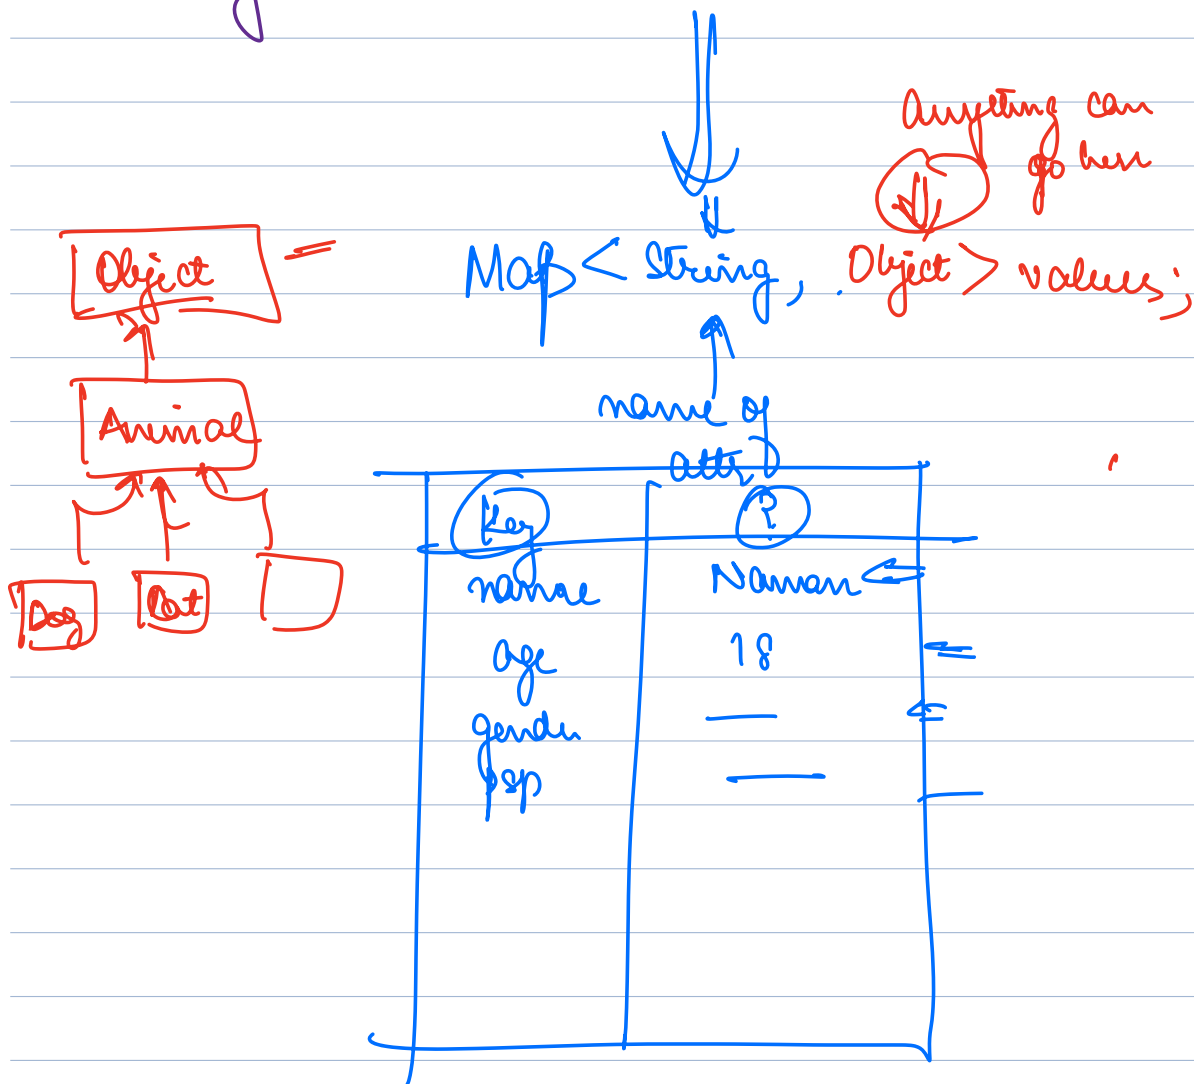 Anything can
go here
Object
Map < String, Object > values;
Animal
name of
attr
Key ?
Dog Cat
name Naman
age 18
gender
psp